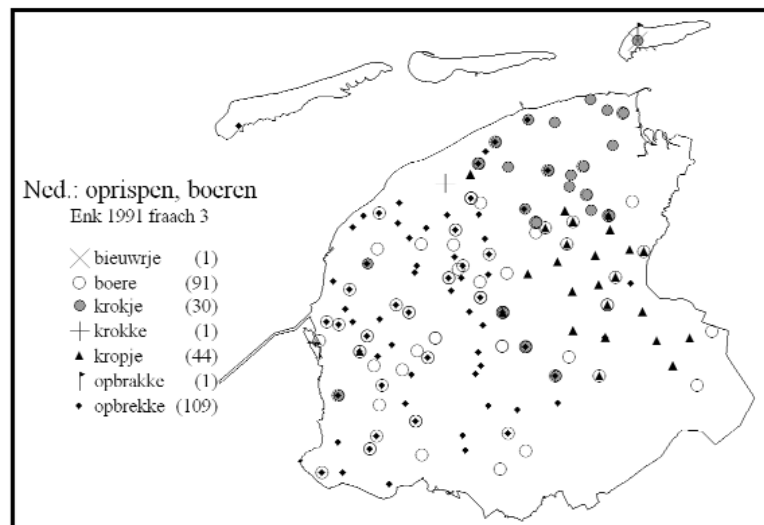 Ned.: oprispen, boeren
Enk 1991 fraach 3
bieuwrje (1)
boere (91)
krokje (30)
krokke (1)
kropje (44)
opbrakke (1)
opbrekke (109)